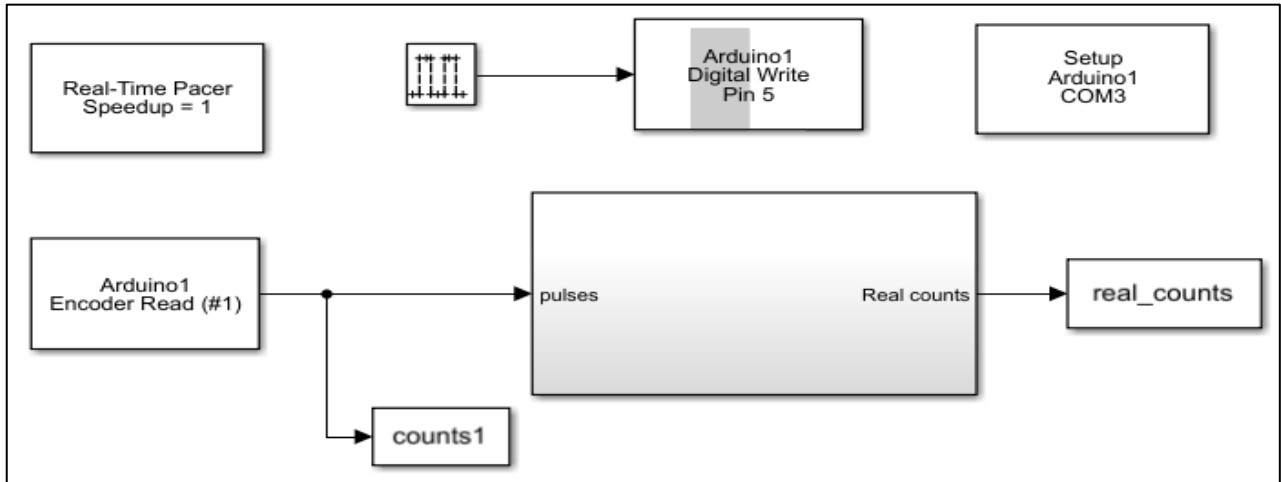 Real-Time Pacer
Speedup = 1
Arduino1
Digital Write
Pin 5
Setup
Arduino1
COM3
Arduino1
Encoder Read (#1)
pulses
Real counts
real_counts
counts1